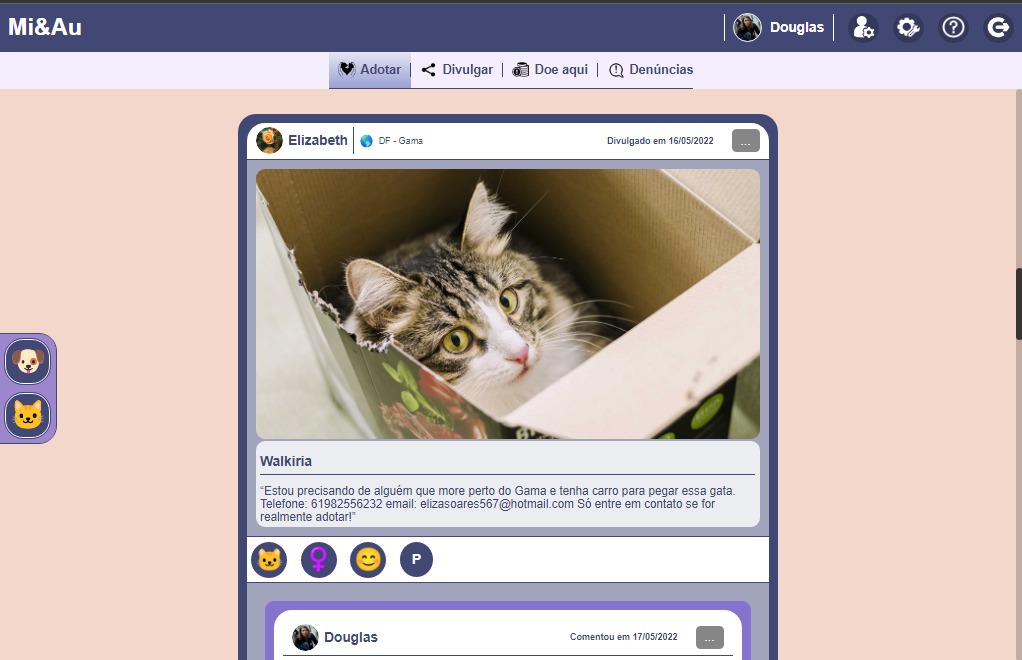 Mi&Au
Douglas
Adotar
Divulgar
Doe aqui
Denúncias
Elizabeth
DF - Gama
Divulgado em 16/05/2022
...
Walkiria
“Estou precisando de alguém que more perto do Gama e tenha carro para pegar essa gata.
Telefone: 61982556232 email: elizasoares567@hotmail.com Só entre em contato se for
realmente adotar!”
P
Douglas
Comentou em 17/05/2022
...